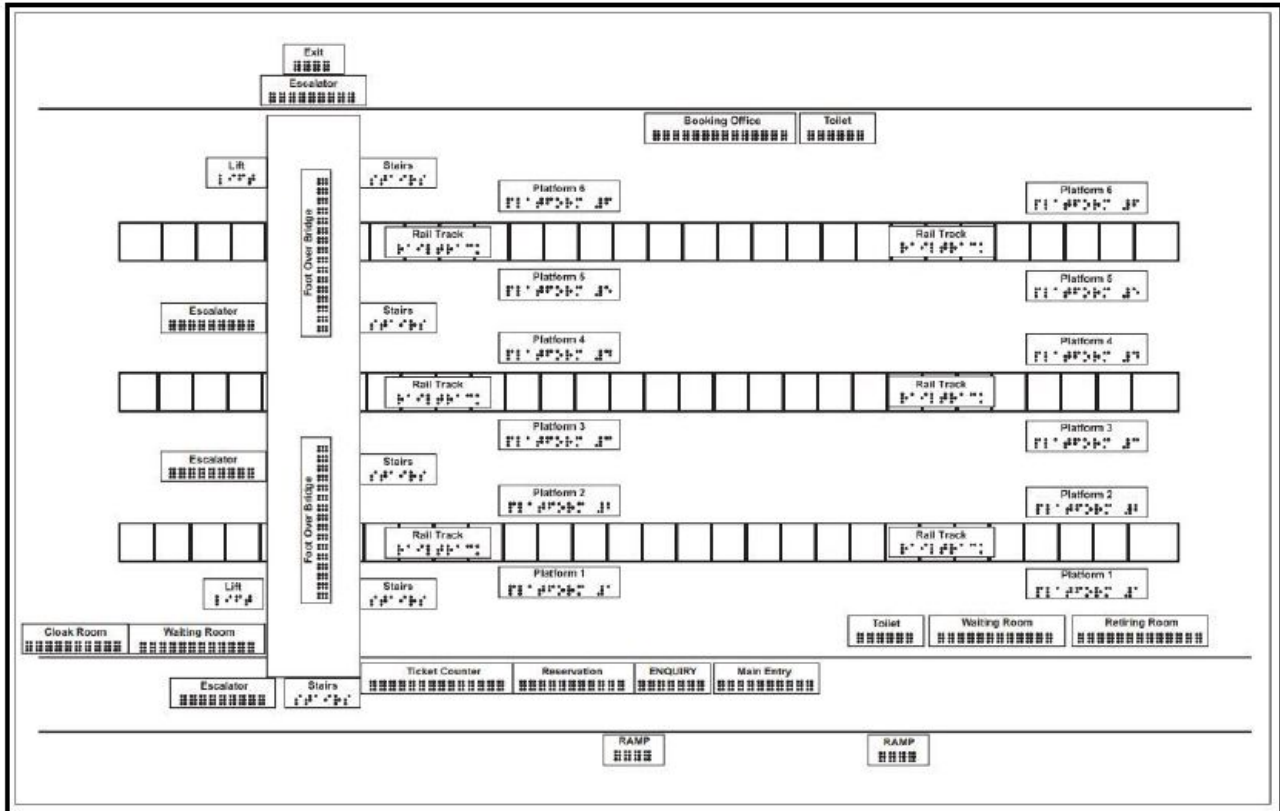 Exit
Escalator
Booking Office Toilet
Lift Stairs
Platform 6 Platform 6
Foot Over Bridge
Rail Track Rail Track
Platform 5 Platform 5
Escalator Stairs
Platform 4 Platform 4
Rail Track Rail Track
Platform 3 Platform 3
Escalator Stairs
Platform 2 Platform 2
Foot Over Bridge
Rail Track Rail Track
Platform 1 Platform 1
Lift Stairs
Cloak Room Waiting Room Toilet Waiting Room Retiring Room
Escalator Stairs Ticket Counter Reservation ENQUIRY Main Entry
RAMP RAMP